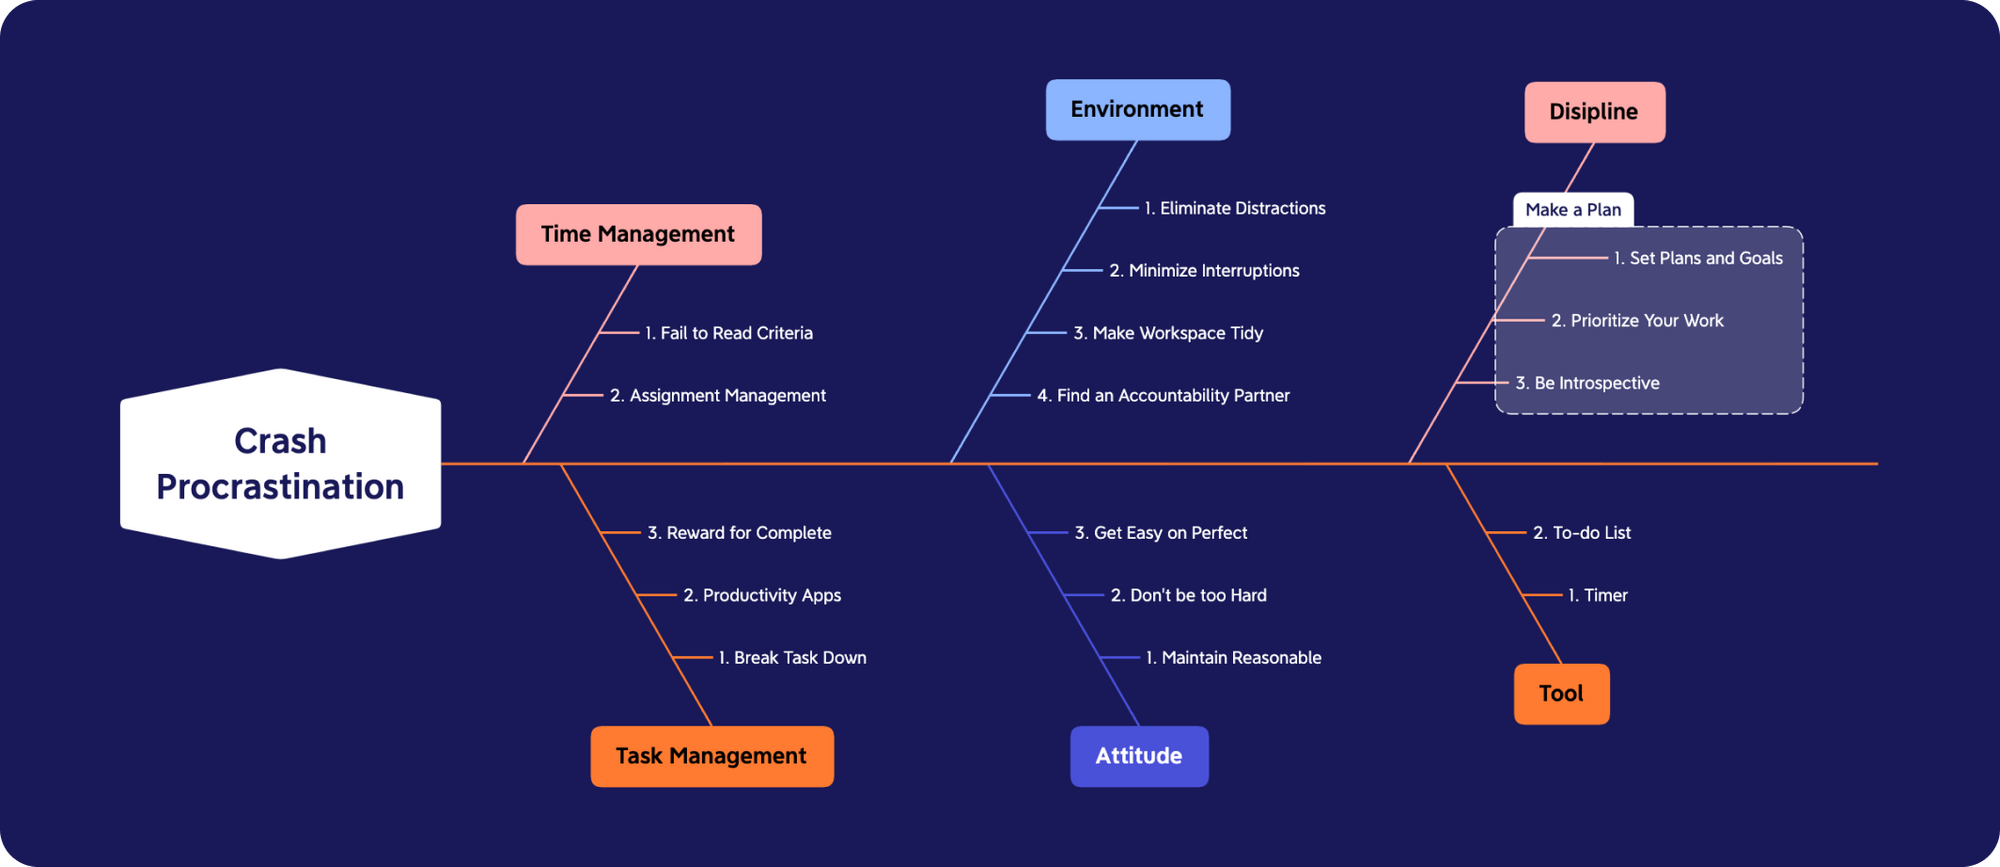 Crash
Procrastination
Time Management
1. Fail to Read Criteria
2. Assignment Management
Environment
1. Eliminate Distractions
2. Minimize Interruptions
3. Make Workspace Tidy
4. Find an Accountability Partner
Disipline
Make a Plan
1. Set Plans and Goals
2. Prioritize Your Work
3. Be Introspective
3. Reward for Complete
2. Productivity Apps
1. Break Task Down
Task Management
3. Get Easy on Perfect
2. Don't be too Hard
1. Maintain Reasonable
Attitude
2. To-do List
1. Timer
Tool